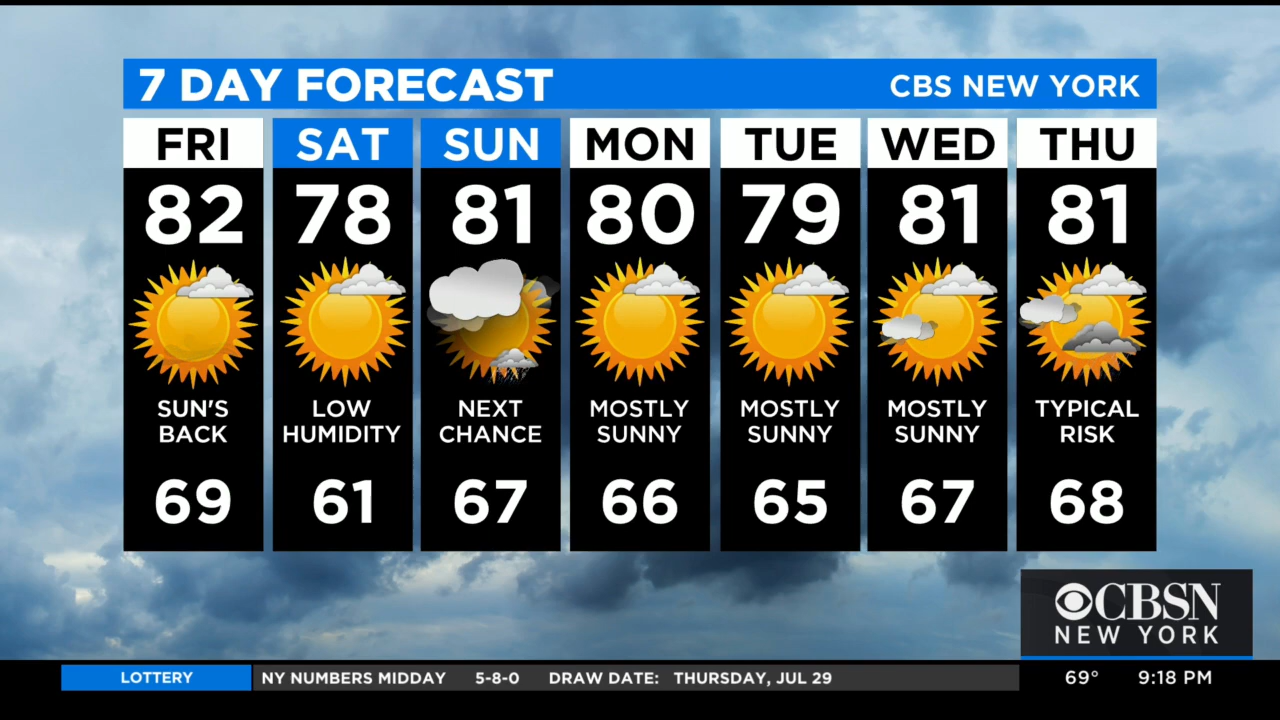 7 DAY FORECAST
CBS NEW YORK
FRI
82
SUN'S
BACK
69
SAT
78
LOW
HUMIDITY
61
SUN
81
NEXT
CHANCE
67
MON
80
MOSTLY
SUNNY
66
TUE
79
MOSTLY
SUNNY
65
WED
81
MOSTLY
SUNNY
67
THU
81
TYPICAL
RISK
68
CBSN
NEW YORK
LOTTERY
NY NUMBERS MIDDAY 5-8-0 DRAW DATE: THURSDAY, JUL 29
69° 9:18 PM